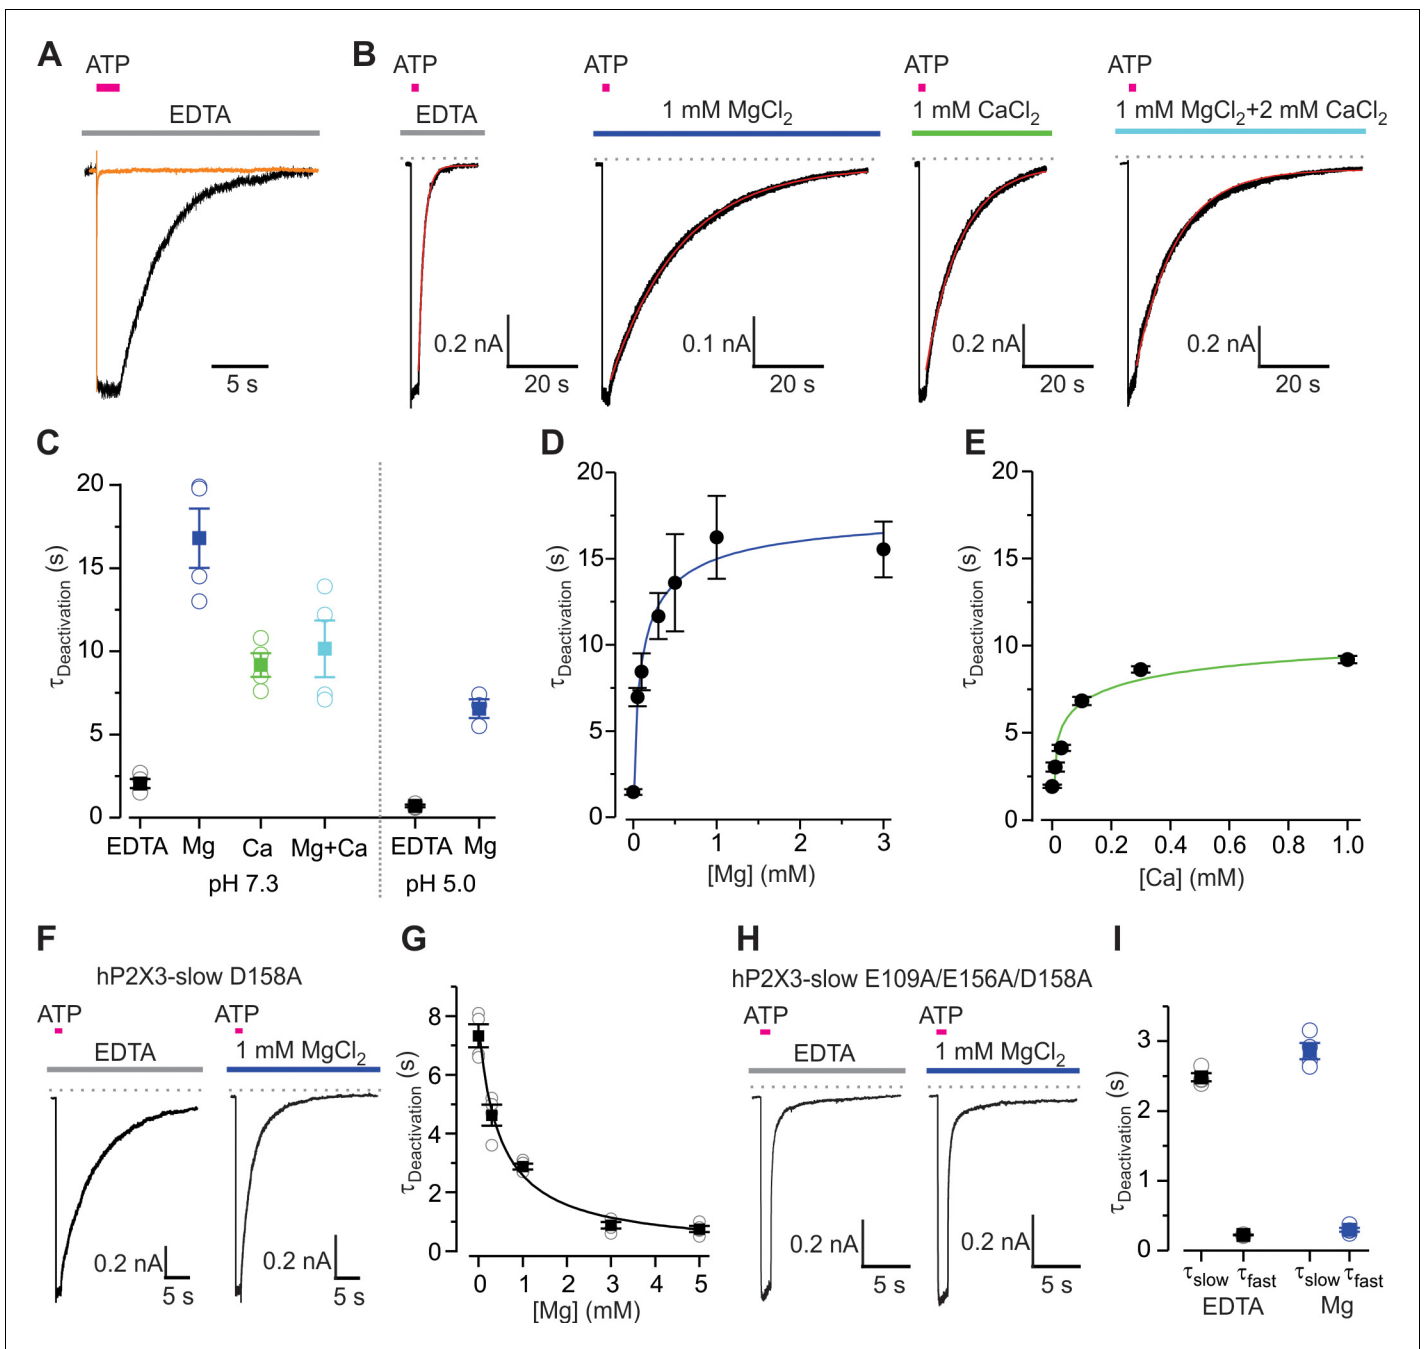 A
ATP
EDTA
5 s
B
ATP
EDTA
0.2 nA
20 s
ATP
1 mM MgCl2
0.1 nA
20 s
ATP
1 mM CaCl2
0.2 nA
20 s
ATP
1 mM MgCl2+2 mM CaCl2
0.2 nA
20 s
C
τDeactivation (s)
20
15
10
5
0
EDTA Mg Ca Mg+Ca EDTA Mg
pH 7.3 pH 5.0
D
τDeactivation (s)
20
15
10
5
0
0 1 2 3
[Mg] (mM)
E
τDeactivation (s)
20
15
10
5
0
0 0.2 0.4 0.6 0.8 1.0
[Ca] (mM)
F
hP2X3-slow D158A
ATP
EDTA
0.2 nA
5 s
ATP
1 mM MgCl2
0.2 nA
5 s
G
τDeactivation (s)
8
6
4
2
0
0 1 2 3 4 5
[Mg] (mM)
H
hP2X3-slow E109A/E156A/D158A
ATP
EDTA
0.2 nA
5 s
ATP
1 mM MgCl2
0.2 nA
5 s
I
τDeactivation (s)
3
2
1
0
τslow τfast τslow τfast
EDTA Mg